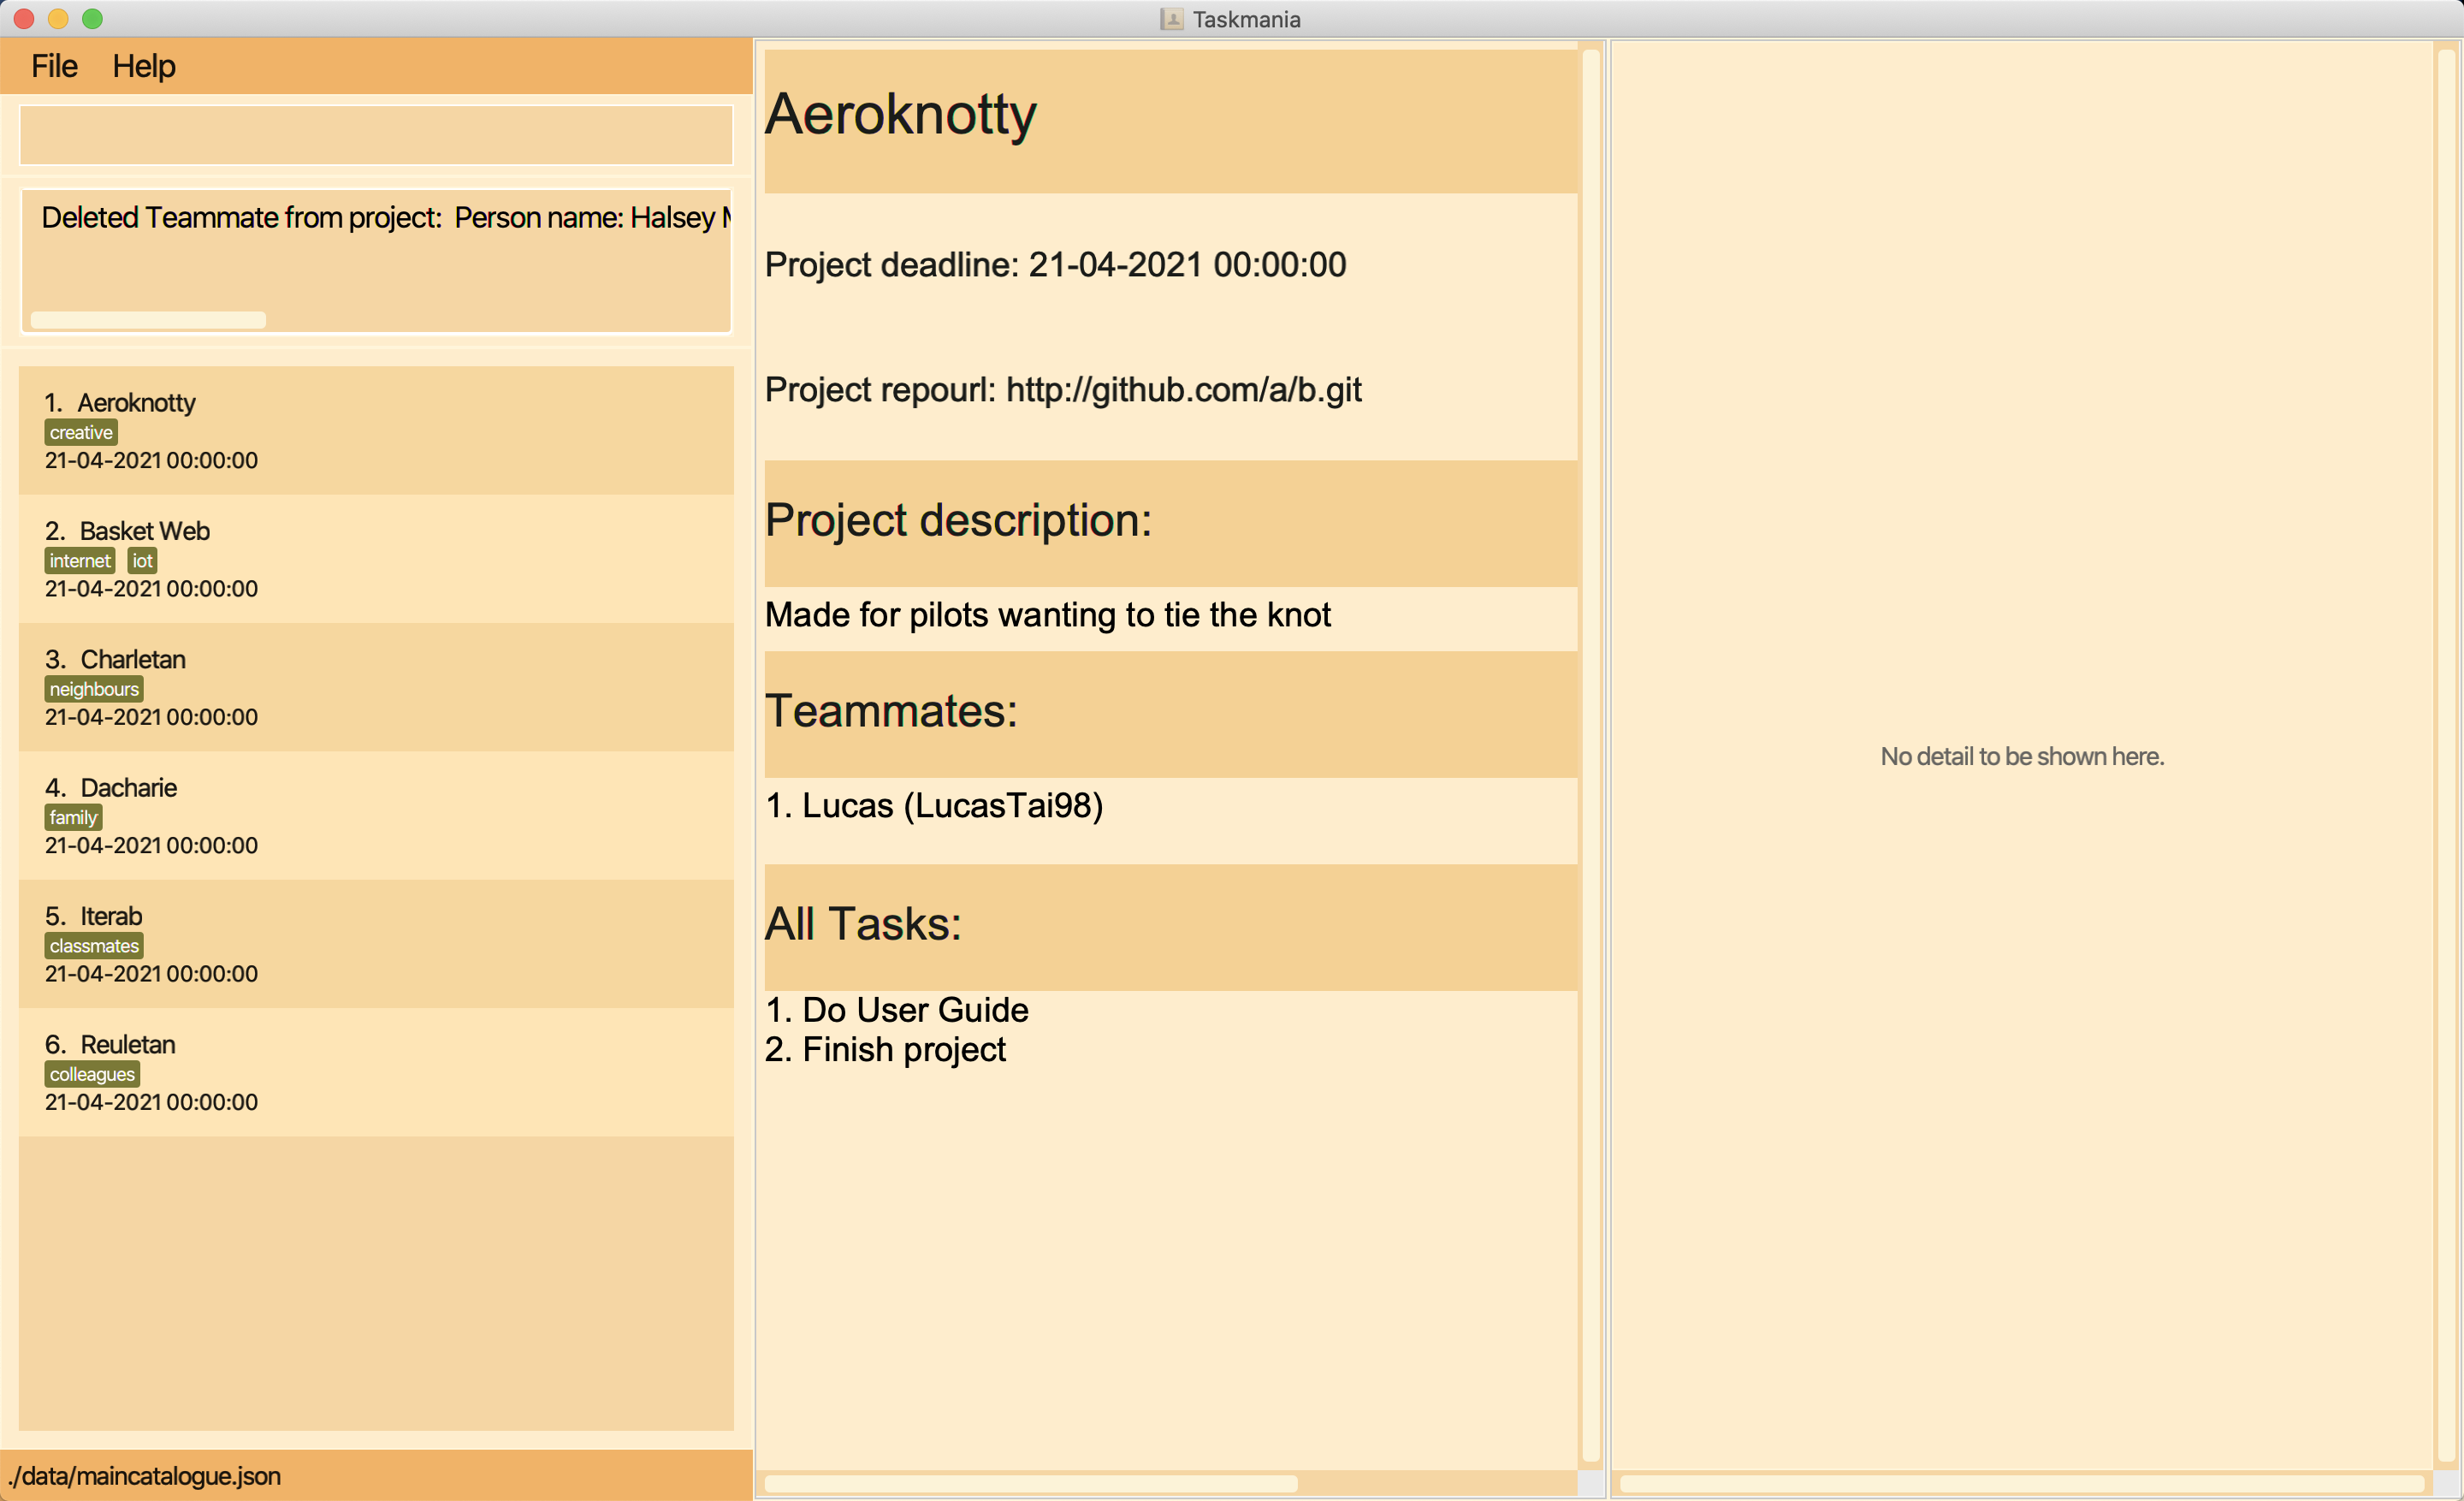 Taskmania
File Help
Deleted Teammate from project: Person name: Halsey
1. Aeroknotty
creative
21-04-2021 00:00:00
2. Basket Web
internet iot
21-04-2021 00:00:00
3. Charletan
neighbours
21-04-2021 00:00:00
4. Dacharie
family
21-04-2021 00:00:00
5. Iterab
classmates
21-04-2021 00:00:00
6. Reuletan
colleagues
21-04-2021 00:00:00
./data/maincatalogue.json
Aeroknotty
Project deadline: 21-04-2021 00:00:00
Project repourl: http://github.com/a/b.git
Project description:
Made for pilots wanting to tie the knot
Teammates:
1. Lucas (LucasTai98)
All Tasks:
1. Do User Guide
2. Finish project
No detail to be shown here.